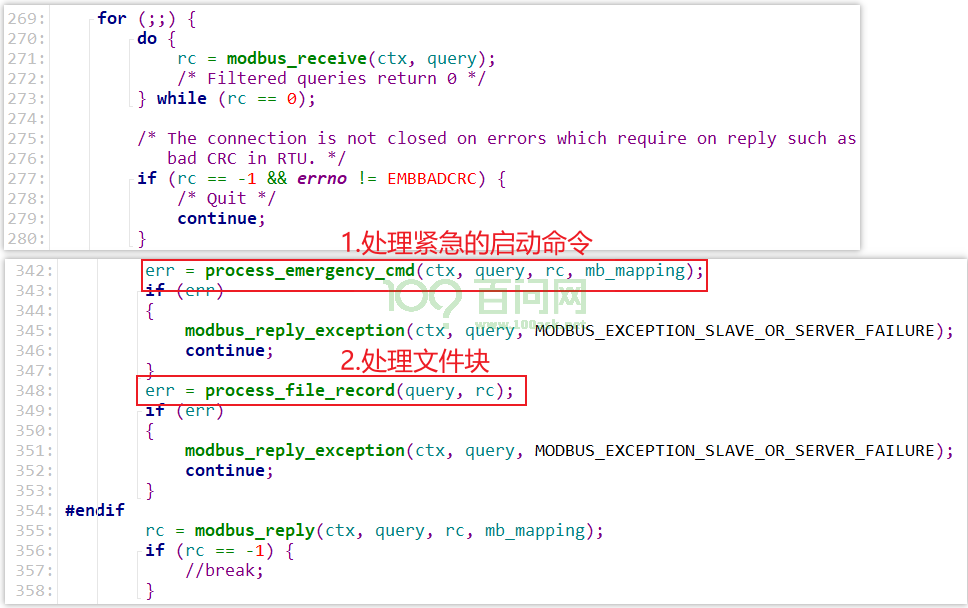 269: for (;;) {
270: do {
271: rc = modbus_receive(ctx, query);
272: /* Filtered queries return 0 */
273: } while (rc == 0);
274:
275: /* The connection is not closed on errors which require on reply such as
276: bad CRC in RTU. */
277: if (rc == -1 && errno != EMBBADCRC) {
278: /* Quit */
279: continue;
280: }
1.处理紧急的启动命令
342: err = process_emergency_cmd(ctx, query, rc, mb_mapping);
343: if (err)
344: {
345: modbus_reply_exception(ctx, query, MODBUS_EXCEPTION_SLAVE_OR_SERVER_FAILURE);
346: continue;
347: }
2.处理文件块
348: err = process_file_record(query, rc);
349: if (err)
350: {
351: modbus_reply_exception(ctx, query, MODBUS_EXCEPTION_SLAVE_OR_SERVER_FAILURE);
352: continue;
353: }
354: #endif
355: rc = modbus_reply(ctx, query, rc, mb_mapping);
356: if (rc == -1) {
357: //break;
358: }
百问网